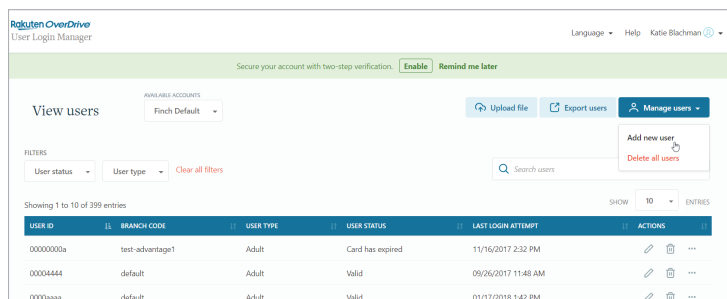 Rakuten OverDrive
User Login Manager
Language Help Katie Blachman
Secure your account with two-step verification. Enable Remind me later
AVAILABLE ACCOUNTS
View users Finch Default Upload file Export users Manage users
Add new user
Delete all users
FILTERS
User status User type Clear all filters Search users
Showing 1 to 10 of 399 entries SHOW 10 ENTRIES
USER ID BRANCH CODE USER TYPE USER STATUS LAST LOGIN ATTEMPT ACTIONS
00000000a test-advantage1 Adult Card has expired 11/16/2017 2:32 PM
00004444 default Adult Valid 09/26/2017 11:48 AM
0000aaaa default Adult Valid 01/17/2018 1:42 PM